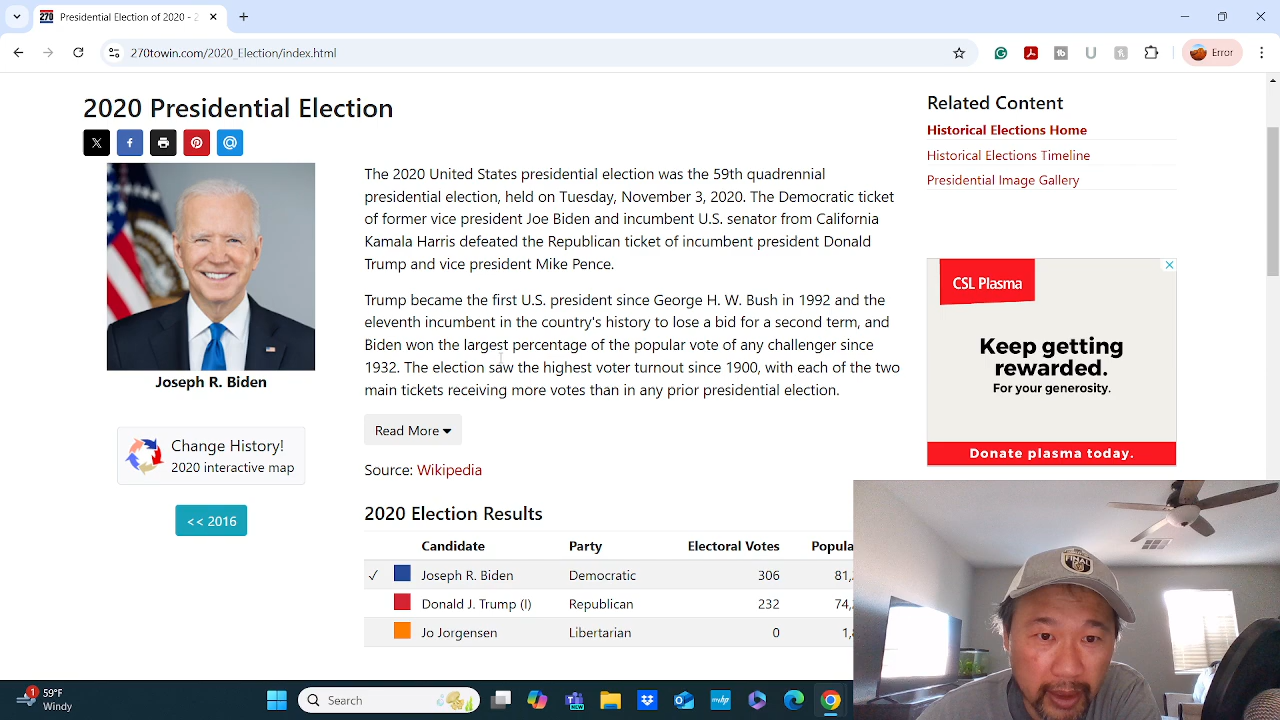 270
Presidential Election of 2020 - 2
270towin.com/2020_Election/index.html
Error
2020 Presidential Election
Joseph R. Biden
Change History!
2020 interactive map
<< 2016
The 2020 United States presidential election was the 59th quadrennial
presidential election, held on Tuesday, November 3, 2020. The Democratic ticket
of former vice president Joe Biden and incumbent U.S. senator from California
Kamala Harris defeated the Republican ticket of incumbent president Donald
Trump and vice president Mike Pence.
Trump became the first U.S. president since George H. W. Bush in 1992 and the
eleventh incumbent in the country's history to lose a bid for a second term, and
Biden won the largest percentage of the popular vote of any challenger since
1932. The election saw the highest voter turnout since 1900, with each of the two
main tickets receiving more votes than in any prior presidential election.
Read More
Source: Wikipedia
2020 Election Results
Candidate Party Electoral Votes Popula
Joseph R. Biden Democratic 306 81,
Donald J. Trump (I) Republican 232 74,
Jo Jorgensen Libertarian 0 1,
Related Content
Historical Elections Home
Historical Elections Timeline
Presidential Image Gallery
CSL Plasma
Keep getting
rewarded.
For your generosity.
Donate plasma today.
FINAL
1
59°F
Windy
Search